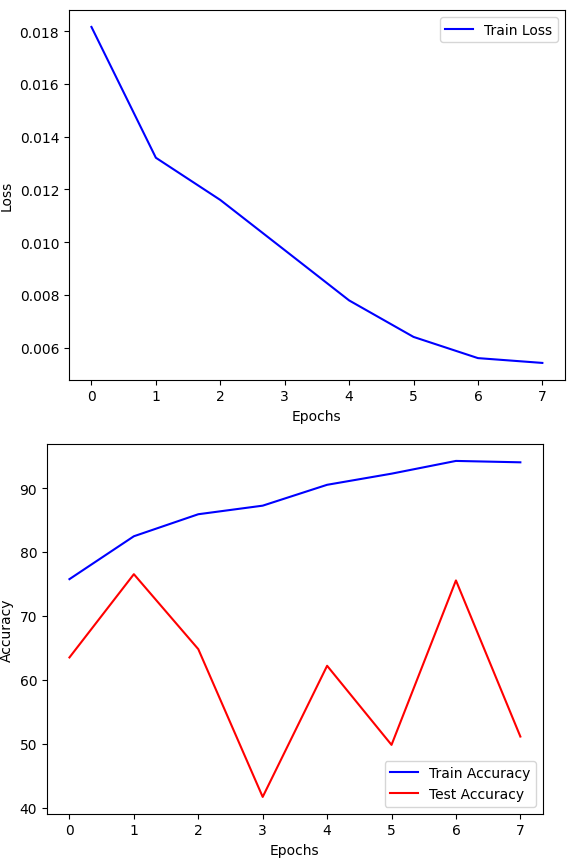 0.018
0.016
0.014
0.012
0.010
0.008
0.006
Loss
Train Loss
0 1 2 3 4 5 6 7
Epochs
90
80
70
60
50
40
Accuracy
Train Accuracy
Test Accuracy
0 1 2 3 4 5 6 7
Epochs